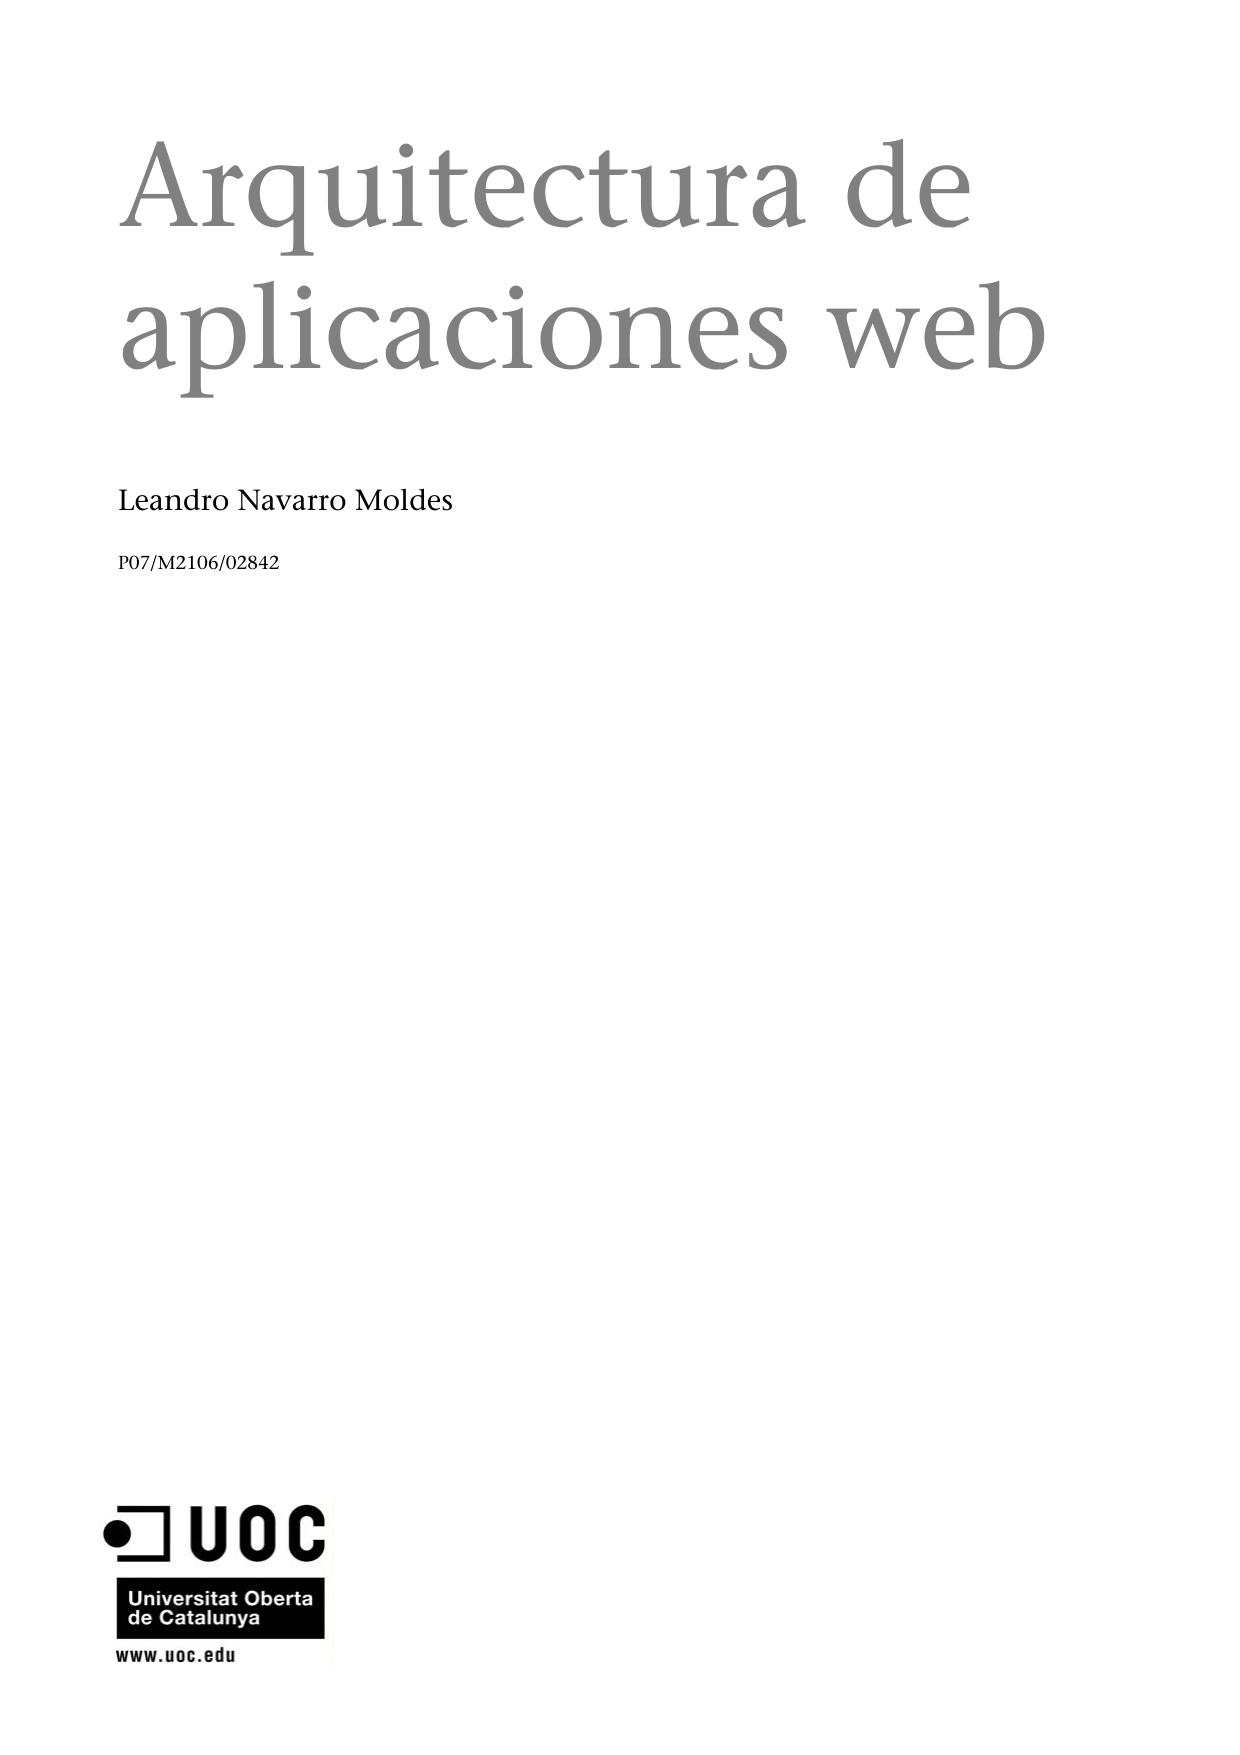 Arquitectura de
aplicaciones web
Leandro Navarro Moldes
P07/M2106/02842
UOC
Universitat Oberta
de Catalunya
www.uoc.edu